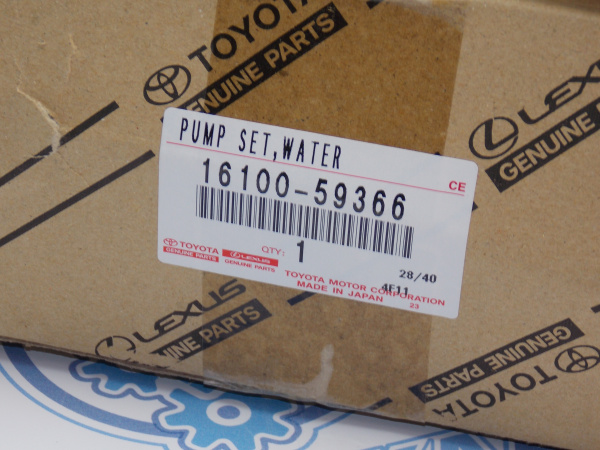 TOYOTA
GENUINE PARTS
LEXUS
GENUINE PARTS
PUMP SET,WATER
CE
16100-59366
TOYOTA
GENUINE PARTS
LEXUS
GENUINE PARTS
QTY:
1
28/40
4E11
TOYOTA MOTOR CORPORATION
MADE IN JAPAN
23
LEXUS
GENUINE PARTS
TOYOTA
GENUINE PARTS